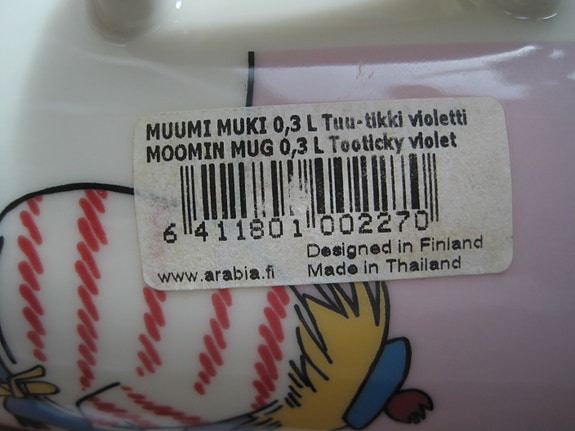 MUUMI MUKI 0,3 L Tuu-tikki violetti
MOOMIN MUG 0,3 L Tooticky violet
6 411801 002270
Designed in Finland
www.arabia.fi Made in Thailand